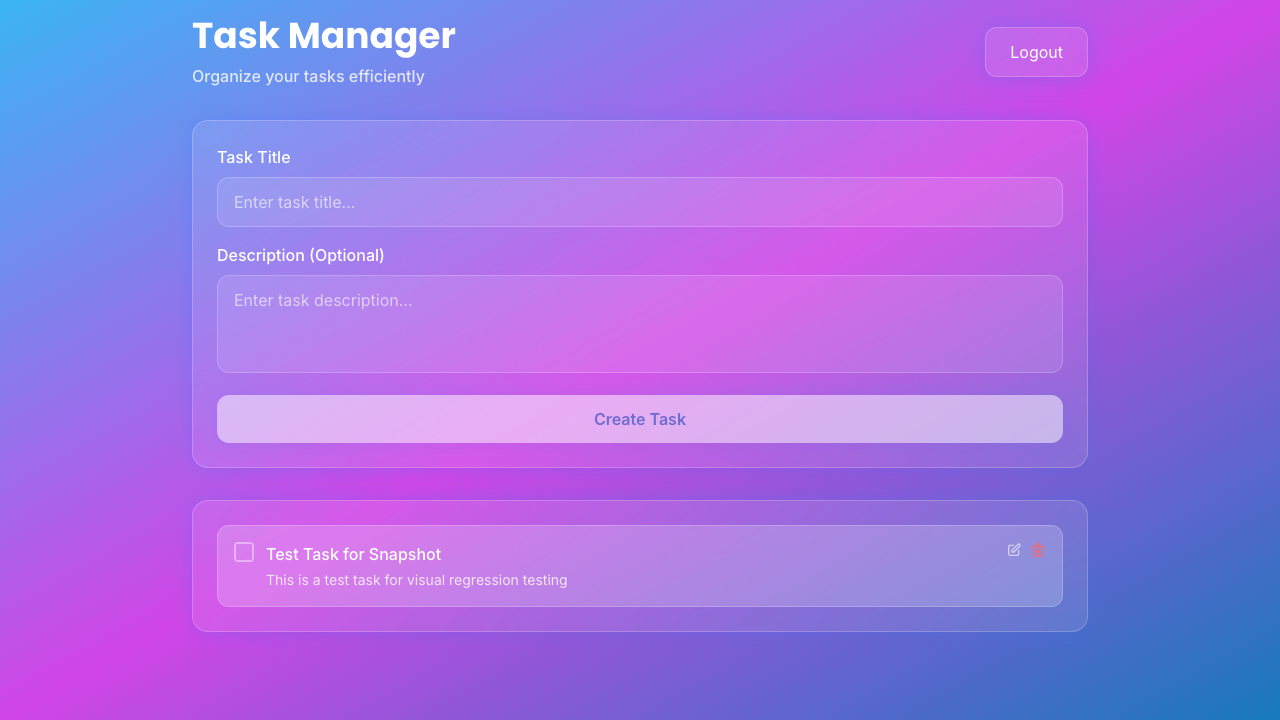 Task Manager
Organize your tasks efficiently
Logout
Task Title
Enter task title...
Description (Optional)
Enter task description...
Create Task
Test Task for Snapshot
This is a test task for visual regression testing